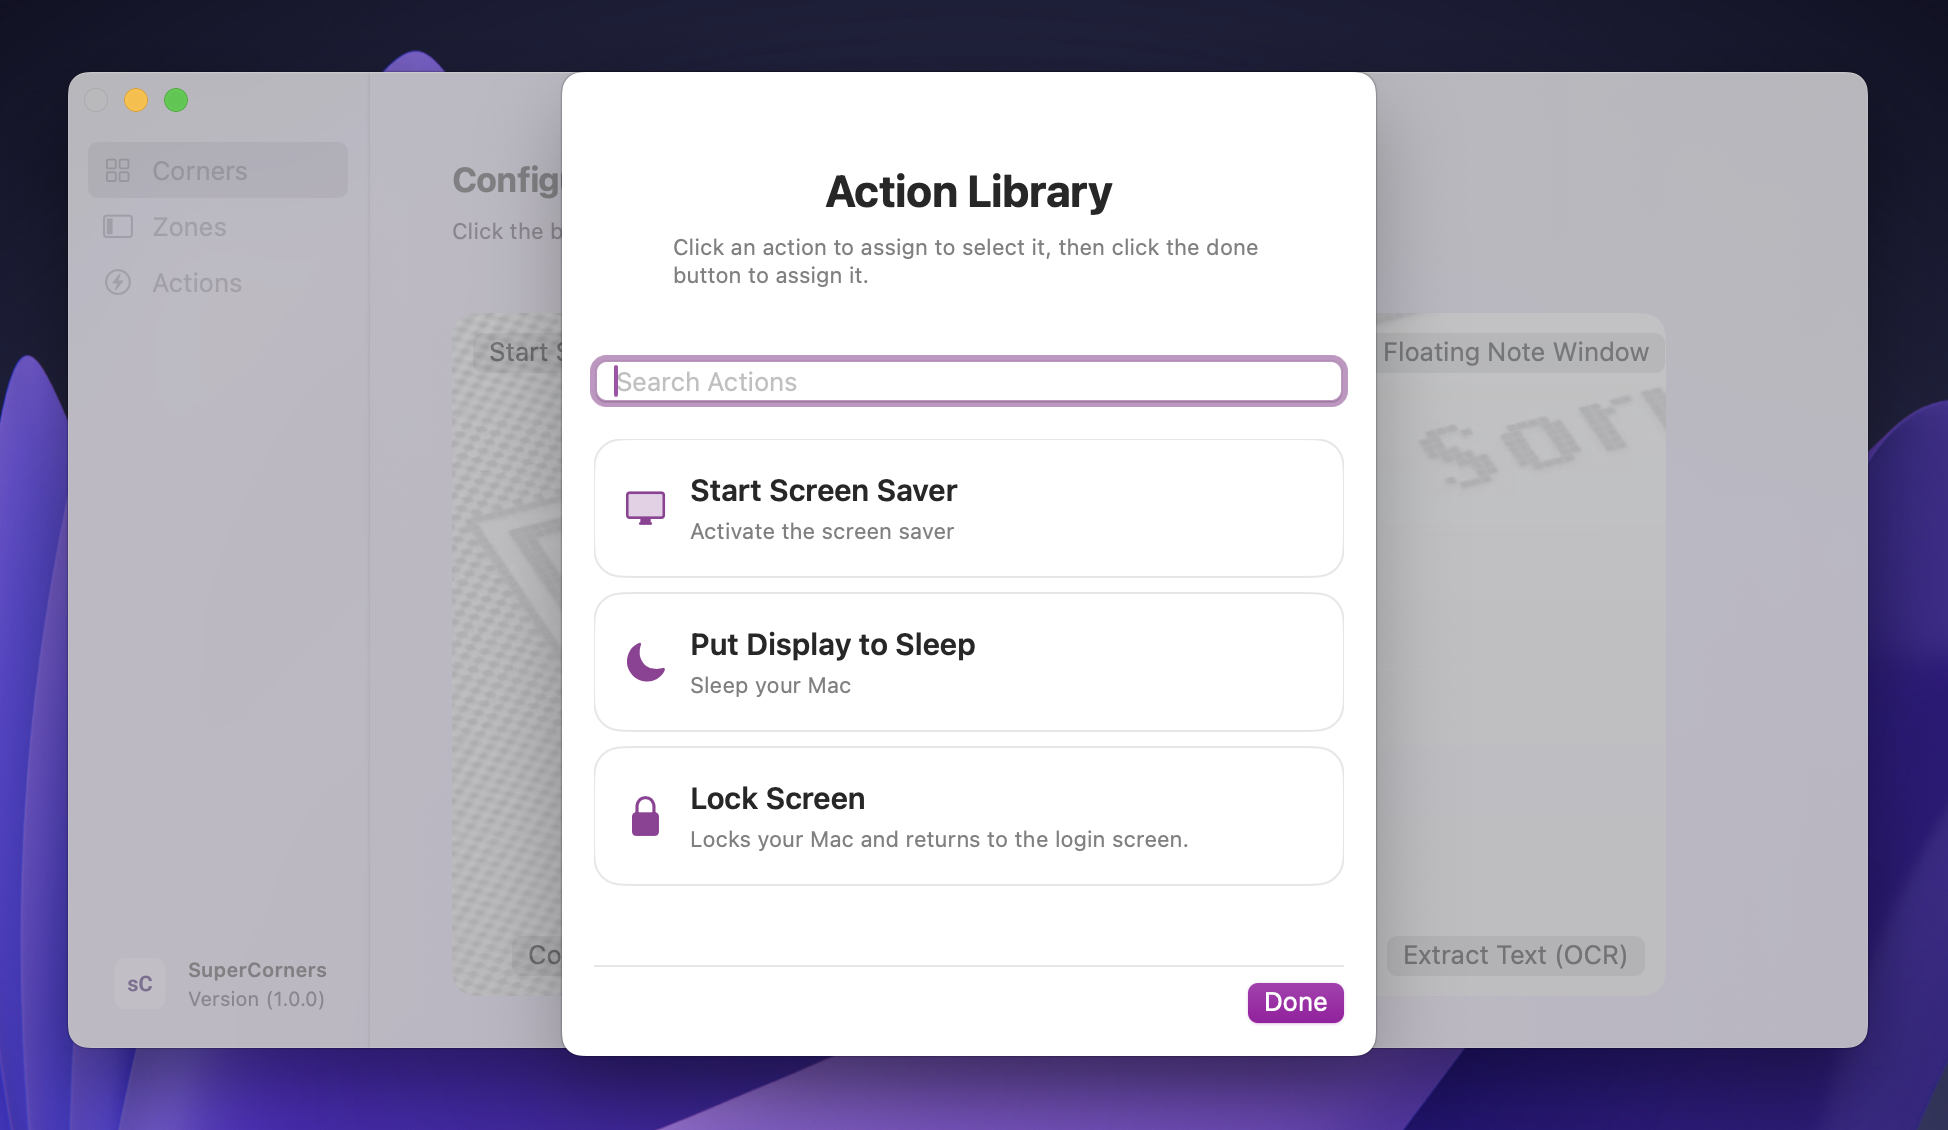 Corners
Zones
Actions
SuperCorners
Version (1.0.0)
sC
Click the
Start
Floating Note Window
Extract Text (OCR)
Action Library
Click an action to assign to select it, then click the done
button to assign it.
Search Actions
Start Screen Saver
Activate the screen saver
Put Display to Sleep
Sleep your Mac
Lock Screen
Locks your Mac and returns to the login screen.
Done